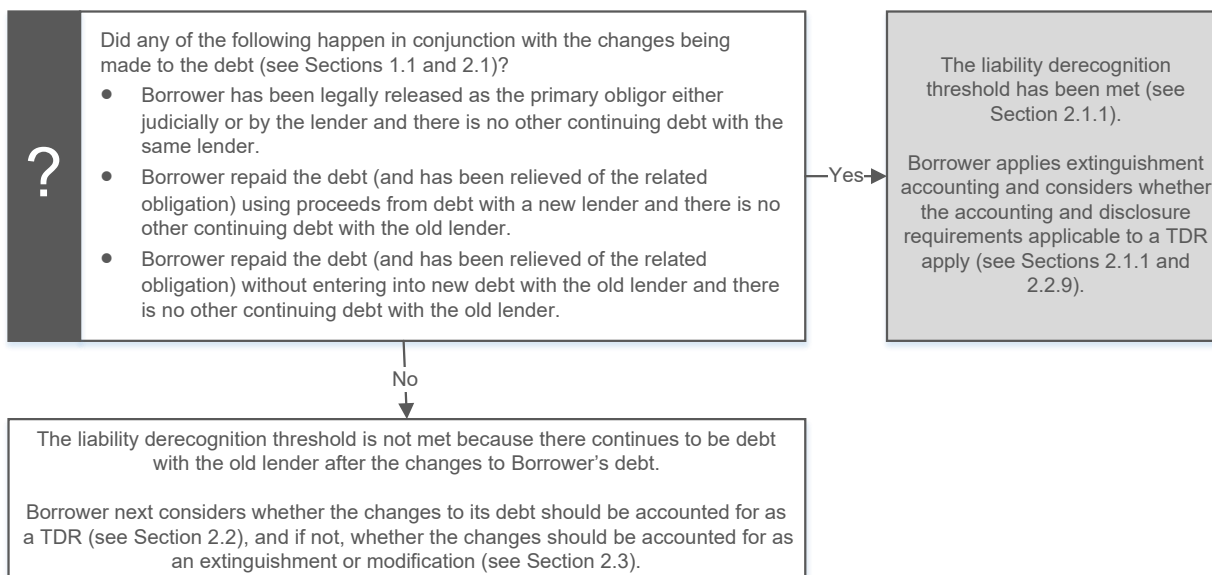 ?
Did any of the following happen in conjunction with the changes being
made to the debt (see Sections 1.1 and 2.1)?
• Borrower has been legally released as the primary obligor either
judicially or by the lender and there is no other continuing debt with the
same lender.
• Borrower repaid the debt (and has been relieved of the related
obligation) using proceeds from debt with a new lender and there is no
other continuing debt with the old lender.
• Borrower repaid the debt (and has been relieved of the related
obligation) without entering into new debt with the old lender and there
is no other continuing debt with the old lender.
Yes
The liability derecognition
threshold has been met (see
Section 2.1.1).
Borrower applies extinguishment
accounting and considers whether
the accounting and disclosure
requirements applicable to a TDR
apply (see Sections 2.1.1 and
2.2.9).
No
The liability derecognition threshold is not met because there continues to be debt
with the old lender after the changes to Borrower’s debt.
Borrower next considers whether the changes to its debt should be accounted for as
a TDR (see Section 2.2), and if not, whether the changes should be accounted for as
an extinguishment or modification (see Section 2.3).